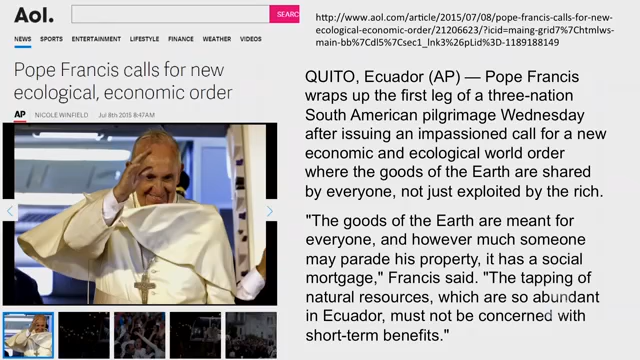 Aol.
SEARC
NEWS SPORTS ENTERTAINMENT LIFESTYLE FINANCE WEATHER VIDEOS
Pope Francis calls for new
ecological, economic order
AP NICOLE WINFIELD Jul 8th 2015 8:47AM
http://www.aol.com/article/2015/07/08/pope-francis-calls-for-new-
ecological-economic-order/21206623/?icid=maing-grid7%7Chtmlws-
main-bb%7Cdl5%7Csec1_lnk3%26pLid%3D-1189188149
QUITO, Ecuador (AP) — Pope Francis
wraps up the first leg of a three-nation
South American pilgrimage Wednesday
after issuing an impassioned call for a new
economic and ecological world order
where the goods of the Earth are shared
by everyone, not just exploited by the rich.
"The goods of the Earth are meant for
everyone, and however much someone
may parade his property, it has a social
mortgage," Francis said. "The tapping of
natural resources, which are so abundant
in Ecuador, must not be concerned with
short-term benefits."